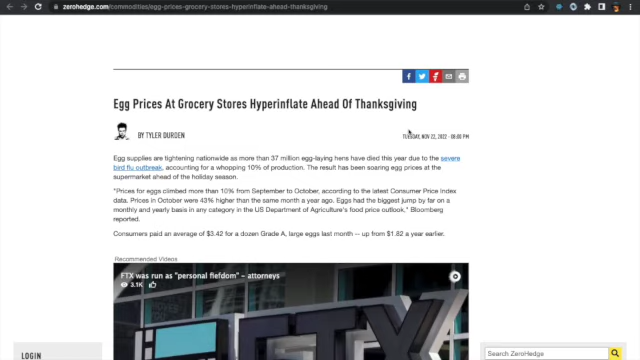 zerohedge.com/commodities/egg-prices-grocery-stores-hyperinflate-ahead-thanksgiving
Egg Prices At Grocery Stores Hyperinflate Ahead Of Thanksgiving
BY TYLER DURDEN
TUESDAY, NOV 22, 2022 - 06:00 PM
Egg supplies are tightening nationwide as more than 37 million egg-laying hens have died this year due to the severe
bird flu outbreak, accounting for a whopping 10% of production. The result has been soaring egg prices at the
supermarket ahead of the holiday season.
"Prices for eggs climbed more than 10% from September to October, according to the latest Consumer Price Index
data. Prices in October were 43% higher than the same month a year ago. Eggs had the biggest jump by far on a
monthly and yearly basis in any category in the US Department of Agriculture's food price outlook," Bloomberg
reported.
Consumers paid an average of $3.42 for a dozen Grade A, large eggs last month -- up from $1.82 a year earlier.
Recommended Videos
FTX was run as "personal fiefdom" – attorneys
3.1K
FTX
LOGIN
Search ZeroHedge